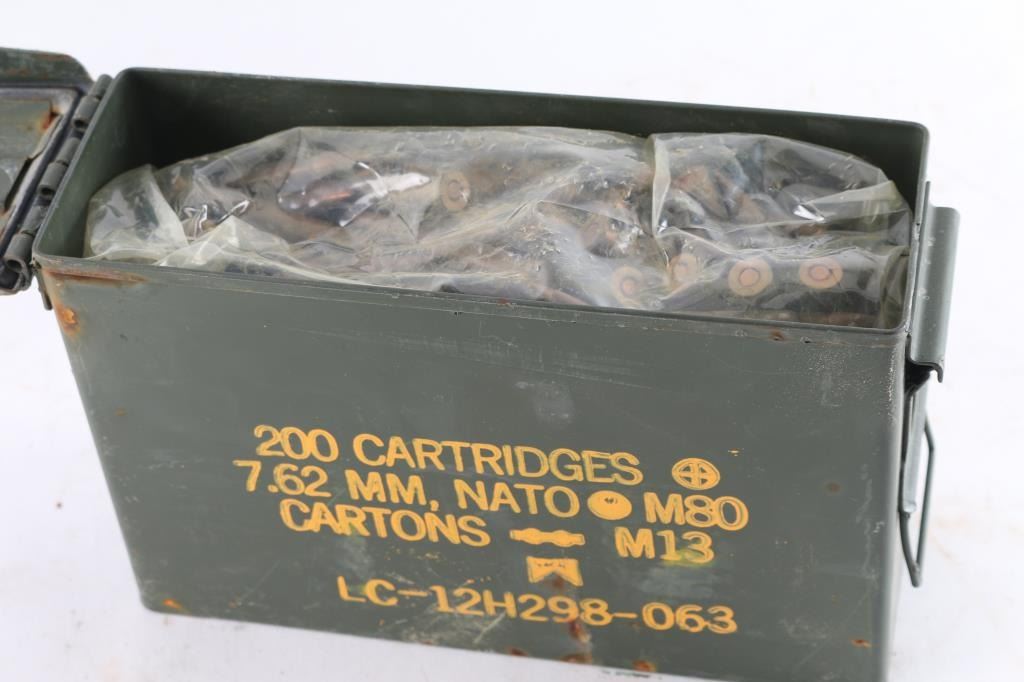 200 CARTRIDGES
7.62 MM, NATO M80
CARTONS M13
LC-12H298-063